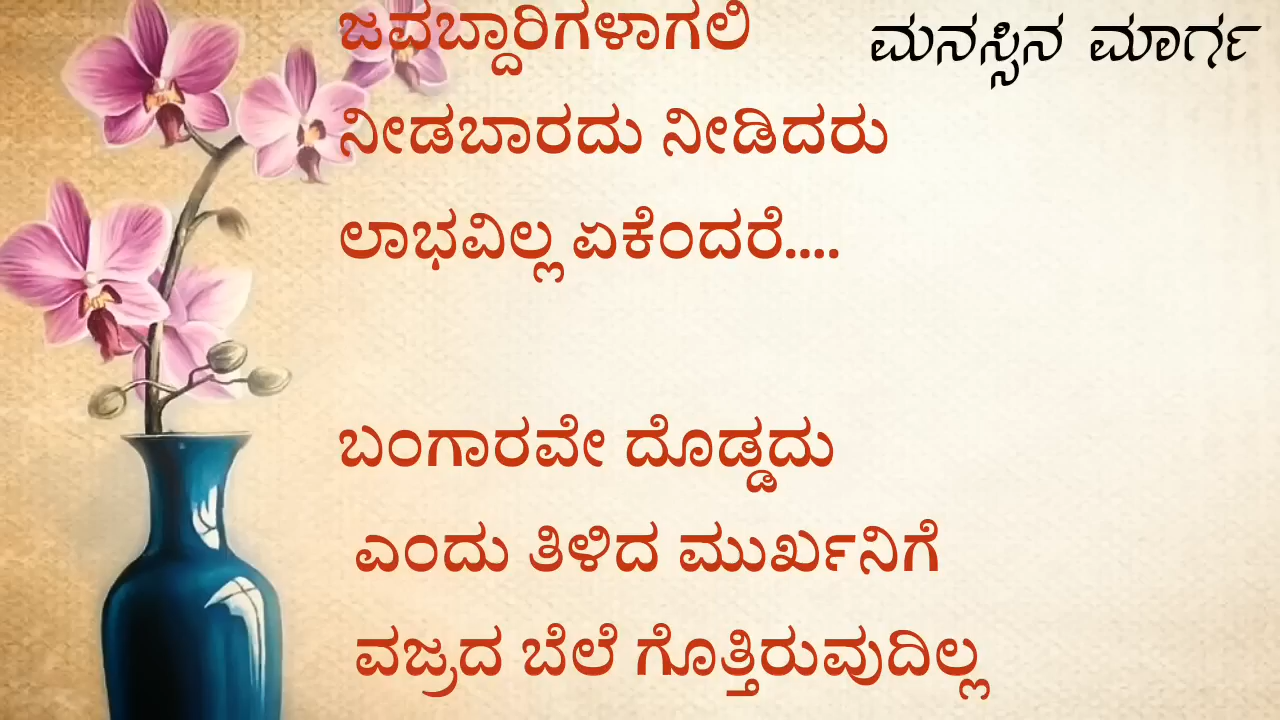 ಮನಸ್ಸಿನ ಮಾರ್ಗ
ಜವಬ್ದಾರಿಗಳಾಗಲಿ
ನೀಡಬಾರದು ನೀಡಿದರು
ಲಾಭವಿಲ್ಲ ಏಕೆಂದರೆ....
ಬಂಗಾರವೇ ದೊಡ್ಡದು
ಎಂದು ತಿಳಿದ ಮುರ್ಖನಿಗೆ
ವಜ್ರದ ಬೆಲೆ ಗೊತ್ತಿರುವುದಿಲ್ಲ